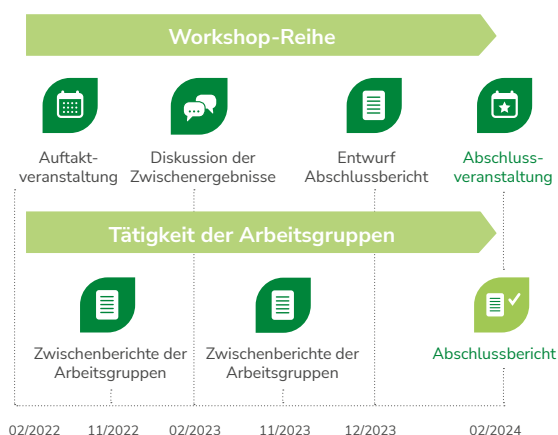 Workshop-Reihe
Auftakt-
veranstaltung
Diskussion der
Zwischenergebnisse
Entwurf
Abschlussbericht
Abschluss-
veranstaltung
Tätigkeit der Arbeitsgruppen
Zwischenberichte der
Arbeitsgruppen
Zwischenberichte der
Arbeitsgruppen
Abschlussbericht
02/2022 11/2022 02/2023 11/2023 12/2023 02/2024